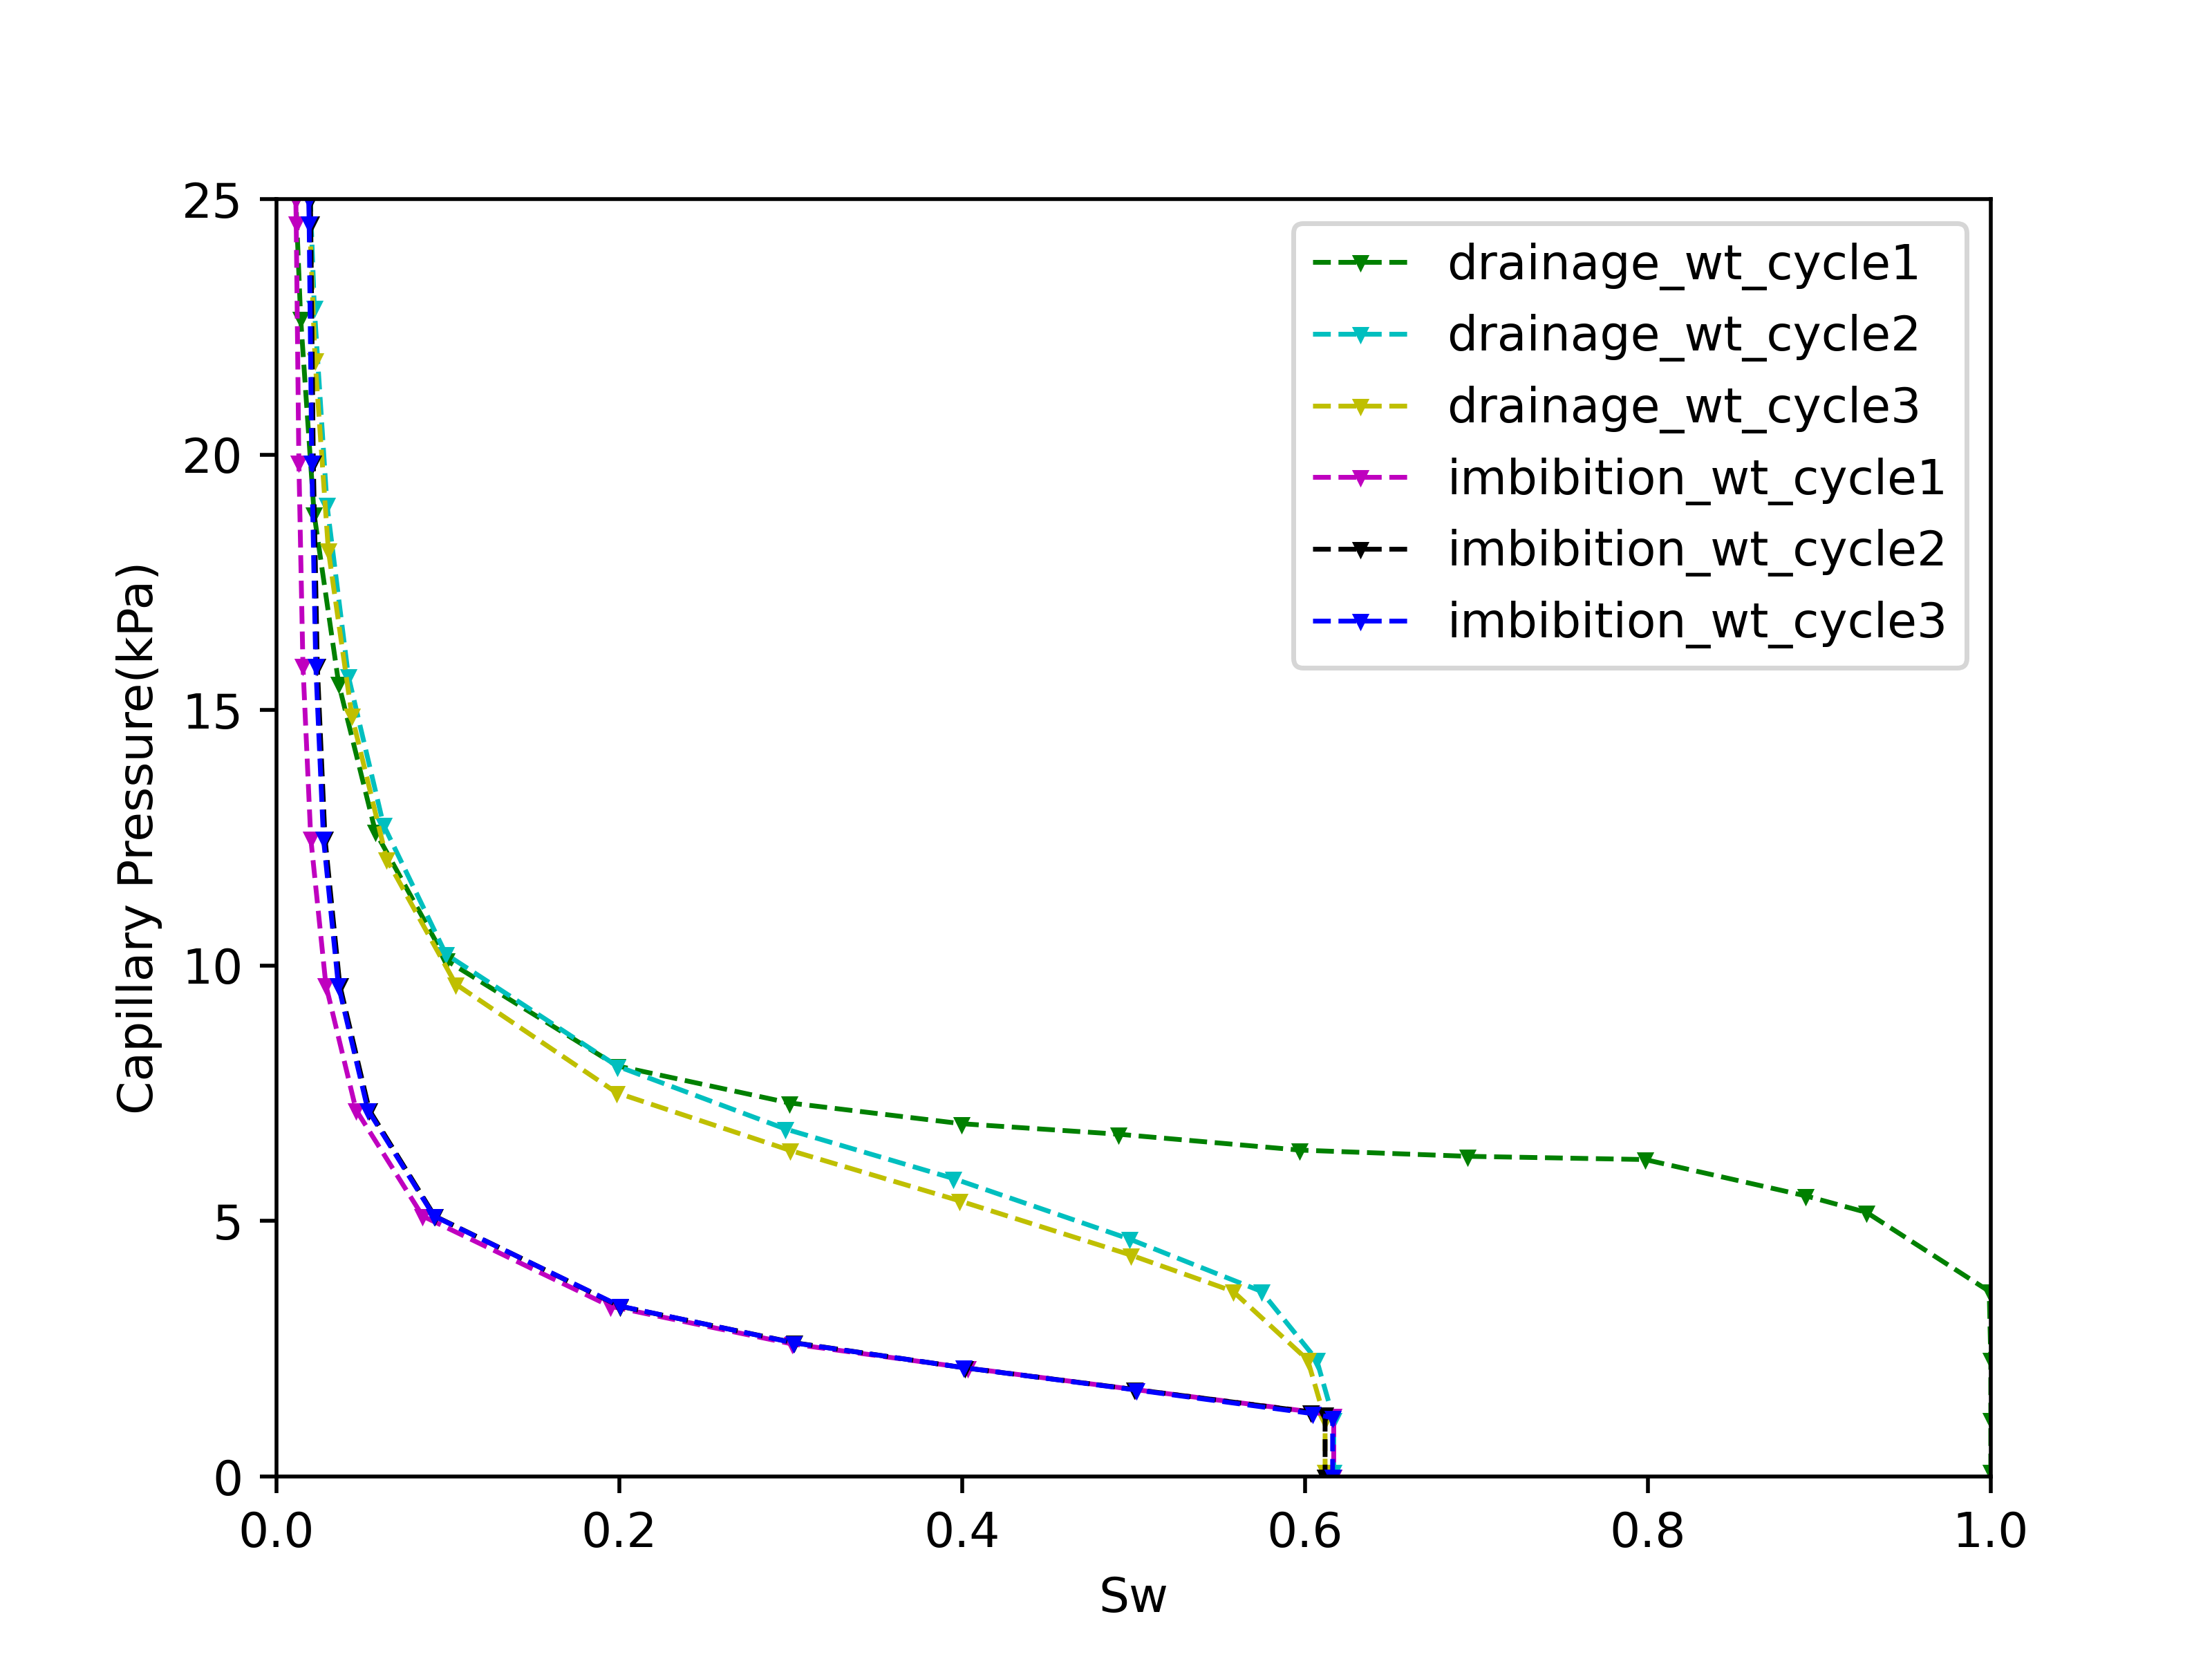 25
20
15
10
5
0
Capillary Pressure(kPa)
drainage_wt_cycle1
drainage_wt_cycle2
drainage_wt_cycle3
imbibition_wt_cycle1
imbibition_wt_cycle2
imbibition_wt_cycle3
0.0 0.2 0.4 0.6 0.8 1.0
Sw